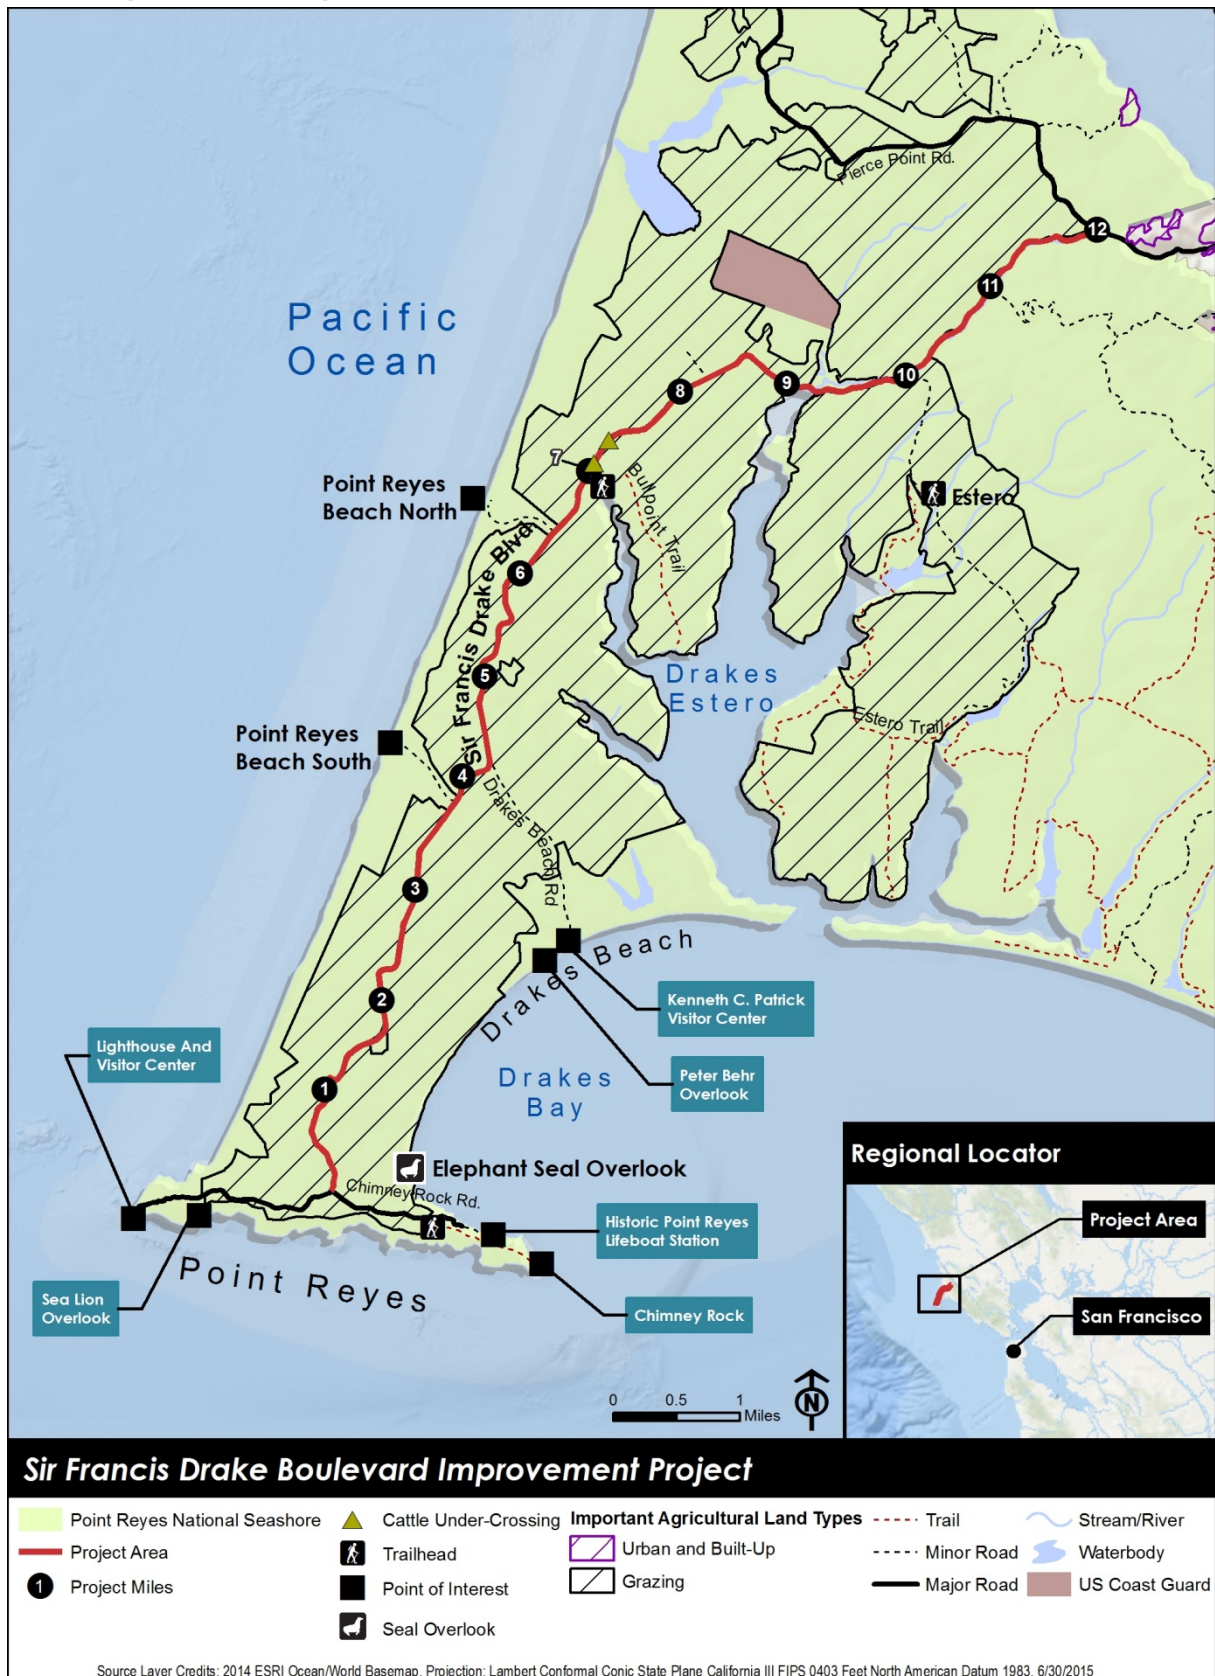 Pierce Point Rd.
12
11
Pacific
Ocean
10
9
8
7
Point Reyes
Beach North
Bullpoint Trail
Estero
6
Sir Francis Drake Blvd
5
Drakes
Estero
Estero Trail
Point Reyes
Beach South
4
Drakes Beach Rd
3
Drakes Beach
2
Kenneth C. Patrick
Visitor Center
Lighthouse And
Visitor Center
Drakes
Bay
Peter Behr
Overlook
1
Regional Locator
Elephant Seal Overlook
Chimney Rock Rd.
Project Area
Historic Point Reyes
Lifeboat Station
Point Reyes
Sea Lion
Overlook
Chimney Rock
San Francisco
0 0.5 1
Miles
N
Sir Francis Drake Boulevard Improvement Project
Point Reyes National Seashore
Project Area
1 Project Miles
Cattle Under-Crossing
Trailhead
Point of Interest
Seal Overlook
Important Agricultural Land Types
Urban and Built-Up
Grazing
Trail
Minor Road
Major Road
Stream/River
Waterbody
US Coast Guard
Source Layer Credits: 2014 ESRI Ocean/World Basemap, Projection: Lambert Conformal Conic State Plane California III FIPS 0403 Feet North American Datum 1983, 6/30/2015